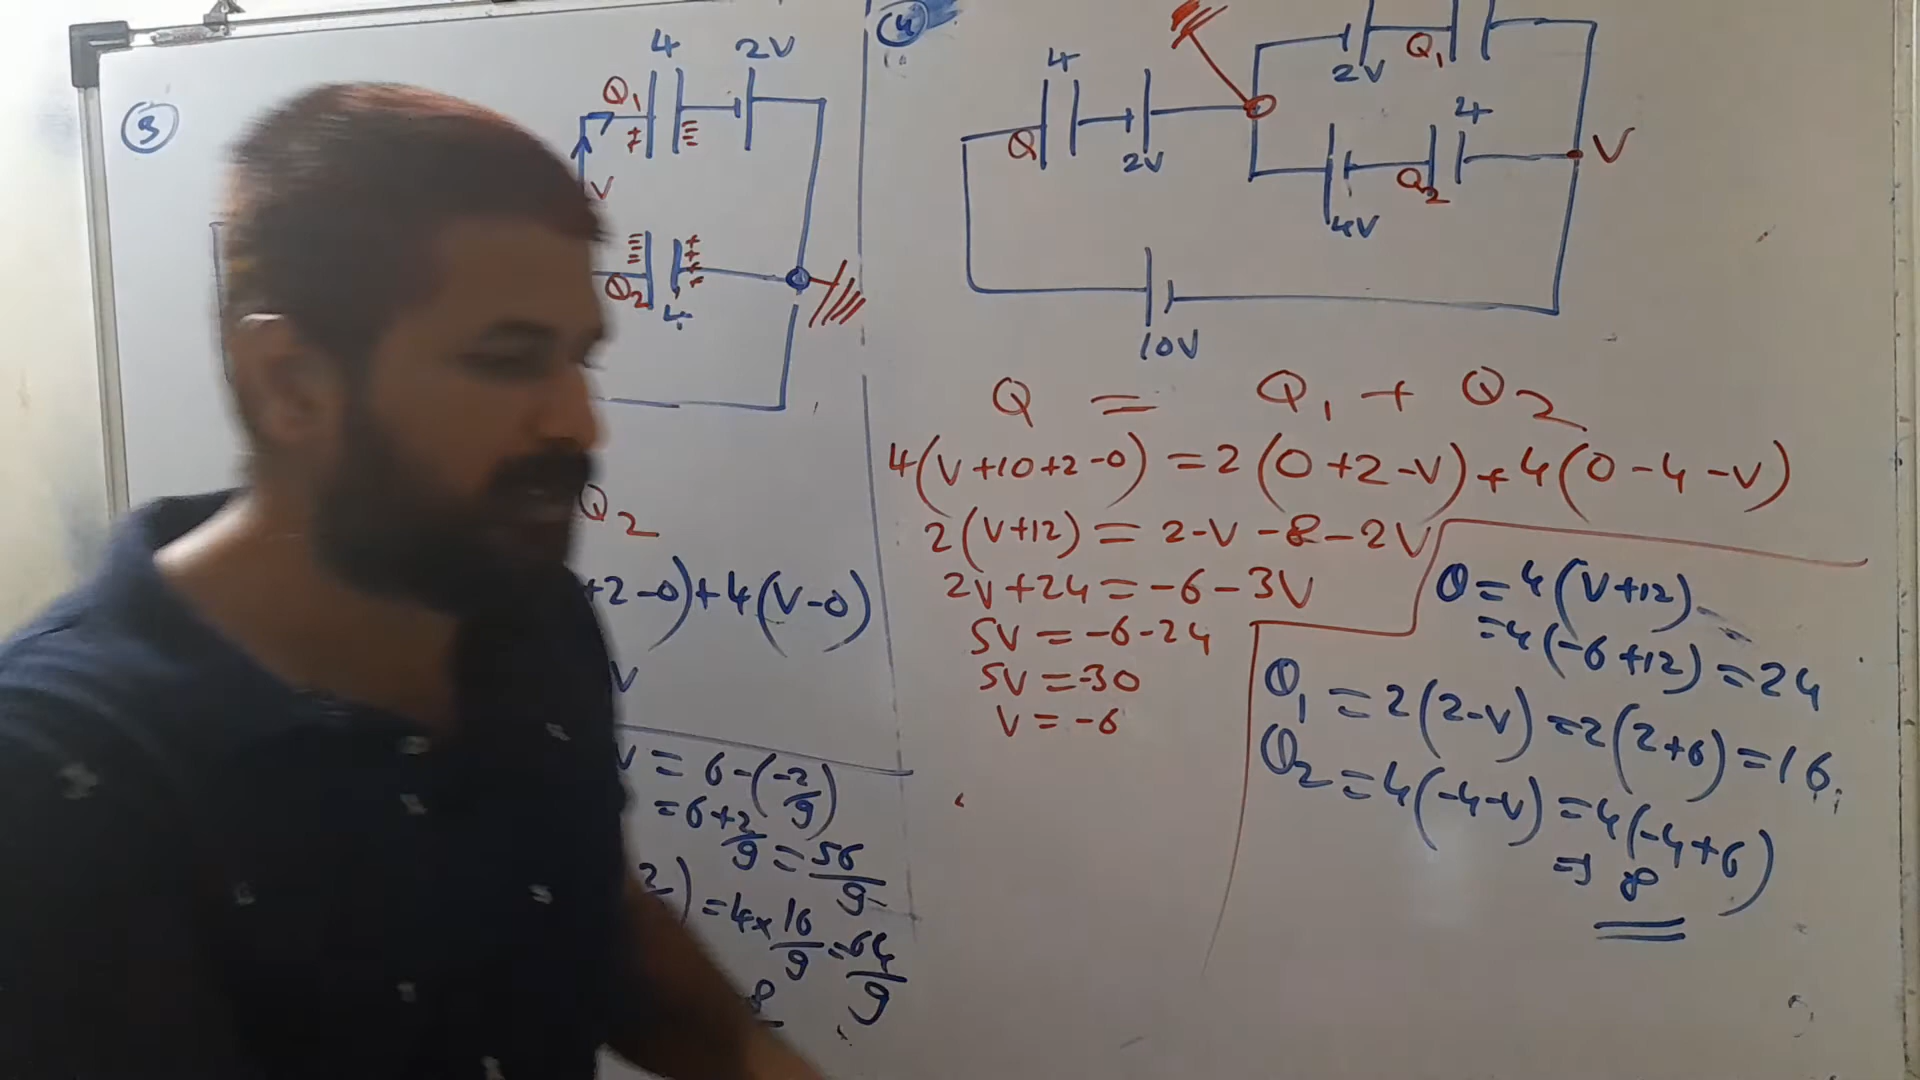 3
4
2V
Q1
+
+
V
Q2
4
Q2
+2-0)+4(V-0)
V
V = 6-(-2/9)
= 6+2/9 = 56/9
2
) = 4×16/9 = 64/9
8
4
4
Q
2V
2V
Q1
4
Q2
4V
V
10V
Q = Q1 + Q2
4(V+10+2-0) = 2(0+2-V)+4(0-4-V)
2(V+12) = 2-V-8-2V
2V+24 = -6-3V
5V = -6-24
5V = -30
V = -6
Q = 4(V+12)
= 4(-6+12) = 24
Q1 = 2(2-V) = 2(2+6) = 16
Q2 = 4(-4-V) = 4(-4+6)
⇒ 8